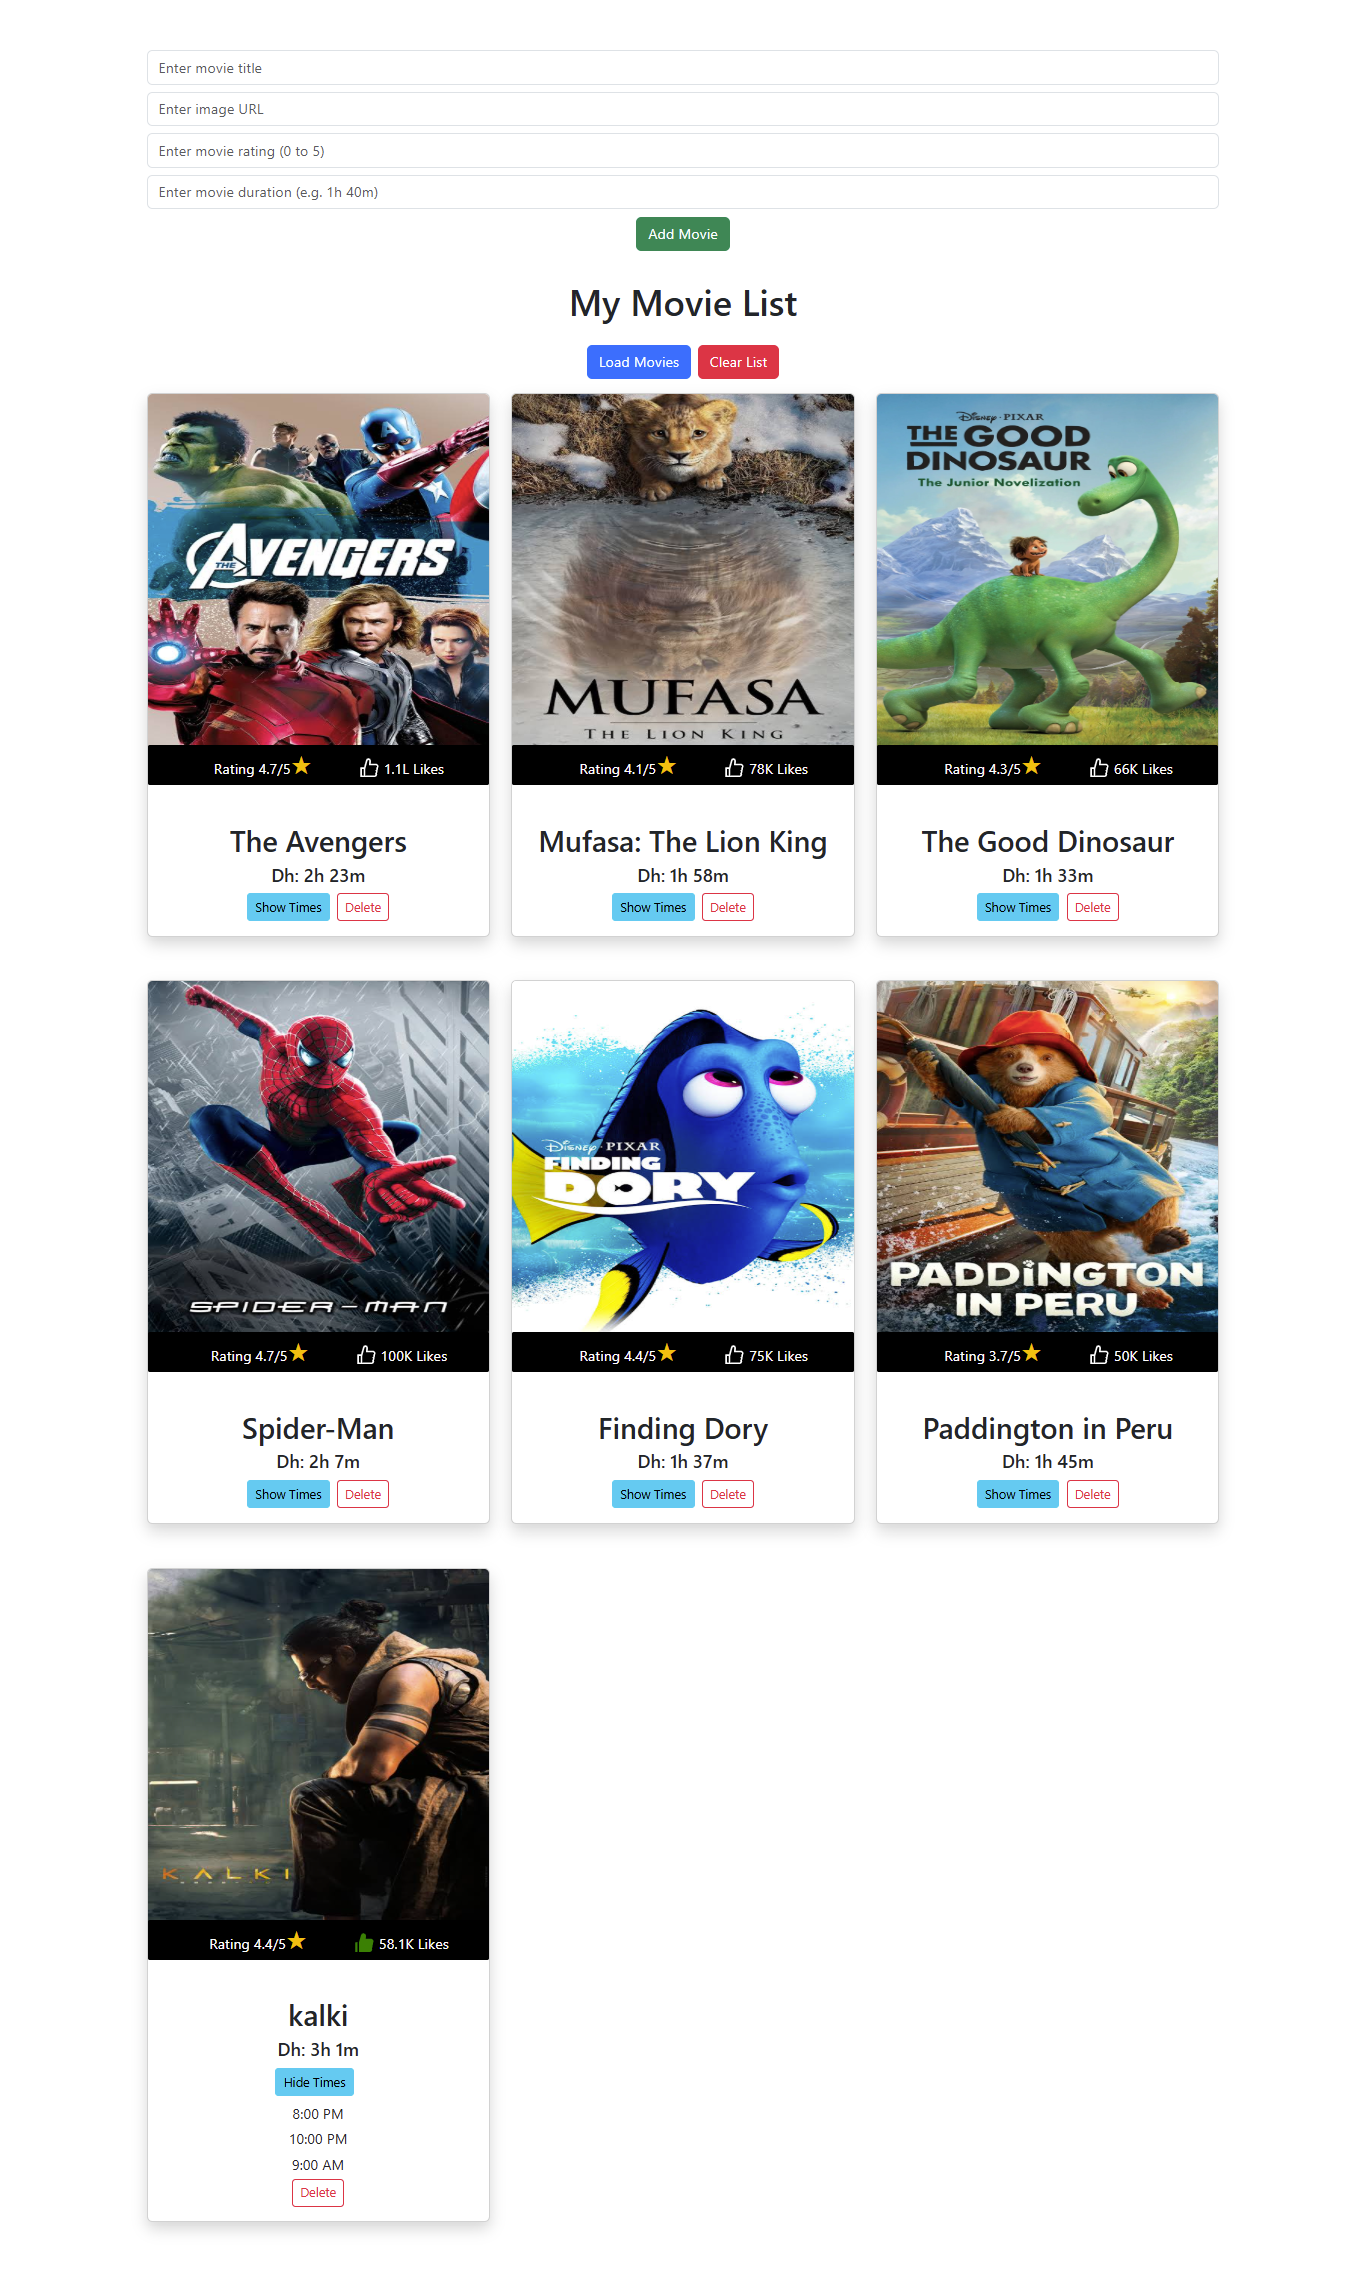 Enter movie title
Enter image URL
Enter movie rating (0 to 5)
Enter movie duration (e.g. 1h 40m)
Add Movie
My Movie List
Load Movies Clear List
A
THE AVENGERS
Rating 4.7/5 1.1L Likes
The Avengers
Dh: 2h 23m
Show Times Delete
MUFASA
THE LION KING
Rating 4.1/5 78K Likes
Mufasa: The Lion King
Dh: 1h 58m
Show Times Delete
Disney · PIXAR
THE GOOD
DINOSAUR
The Junior Novelization
Rating 4.3/5 66K Likes
The Good Dinosaur
Dh: 1h 33m
Show Times Delete
SPIDER-MAN
Rating 4.7/5 100K Likes
Spider-Man
Dh: 2h 7m
Show Times Delete
Disney · PIXAR
FINDING
DORY
Rating 4.4/5 75K Likes
Finding Dory
Dh: 1h 37m
Show Times Delete
PADDINGTON
IN PERU
Rating 3.7/5 50K Likes
Paddington in Peru
Dh: 1h 45m
Show Times Delete
KALKI
Rating 4.4/5 58.1K Likes
kalki
Dh: 3h 1m
Hide Times
8:00 PM
10:00 PM
9:00 AM
Delete